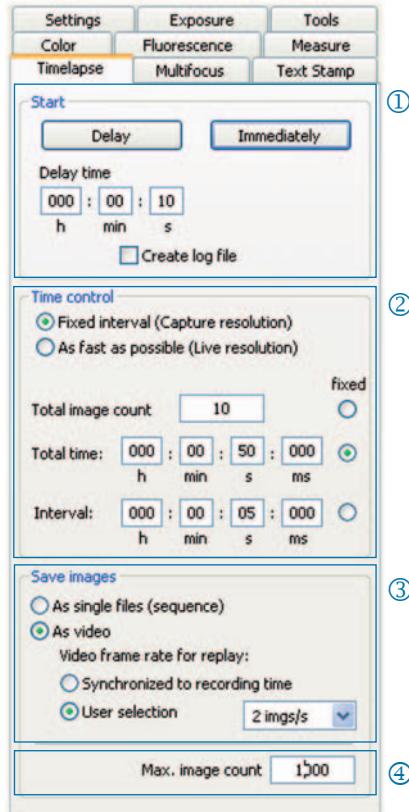 Settings Exposure Tools
Color Fluorescence Measure
Timelapse Multifocus Text Stamp
Start ①
Delay Immediately
Delay time
000 : 00 : 10
h min s
Create log file
Time control ②
Fixed interval (Capture resolution)
As fast as possible (Live resolution)
fixed
Total image count 10
Total time: 000 : 00 : 50 : 000
h min s ms
Interval: 000 : 00 : 05 : 000
h min s ms
Save images ③
As single files (sequence)
As video
Video frame rate for replay:
Synchronized to recording time
User selection 2 imgs/s
Max. image count 1000 ④